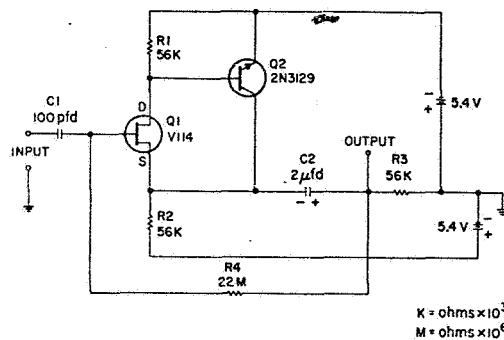 R1
56K
Q2
2N3129
C1
100 pfd
D
Q1
V114
S
INPUT
−
+
5.4 V
C2
2μfd
− +
OUTPUT
R3
56K
R2
56K
5.4 V
−
+
R4
22M
K = ohms×10³
M = ohms×10⁶